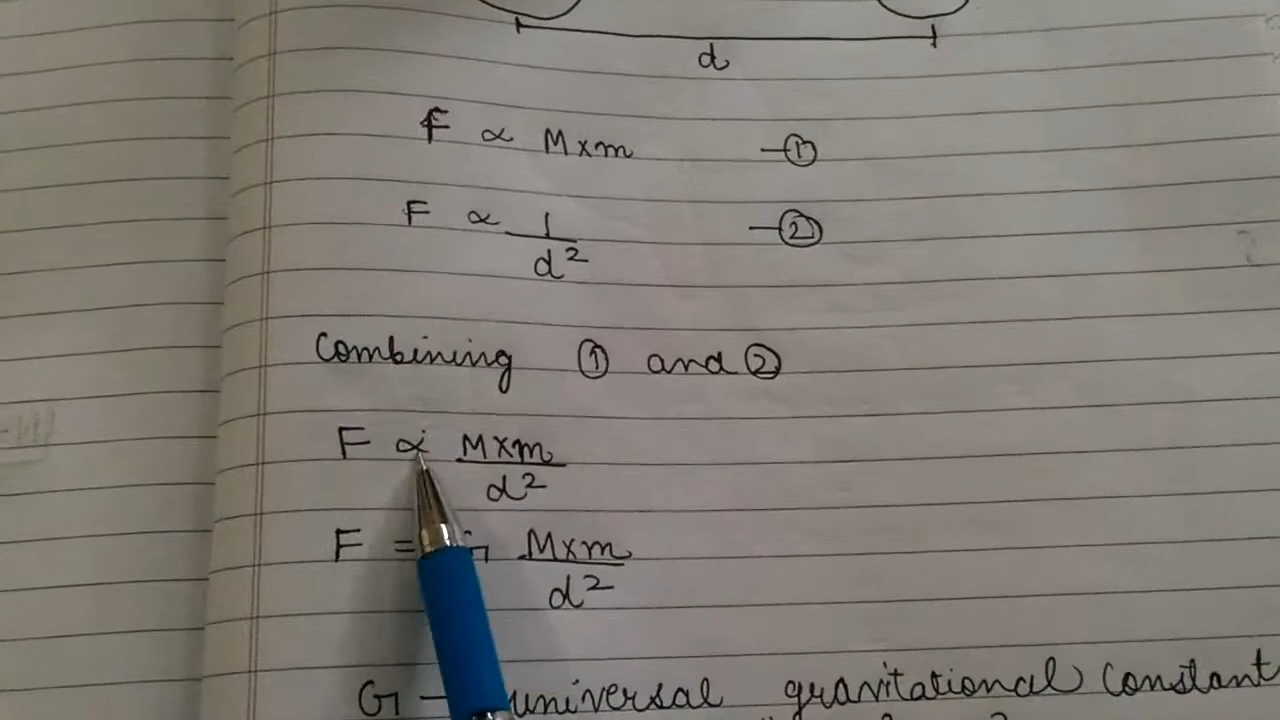 d
F ∝ M×m —①
F ∝ 1/d² —②
Combining ① and ②
F ∝ M×m/d²
F = G M×m/d²
G — universal gravitational constant